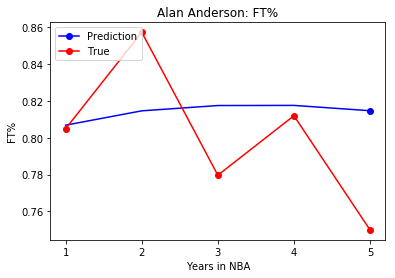 Alan Anderson: FT%
Prediction
True
FT%
0.86
0.84
0.82
0.80
0.78
0.76
1 2 3 4 5
Years in NBA